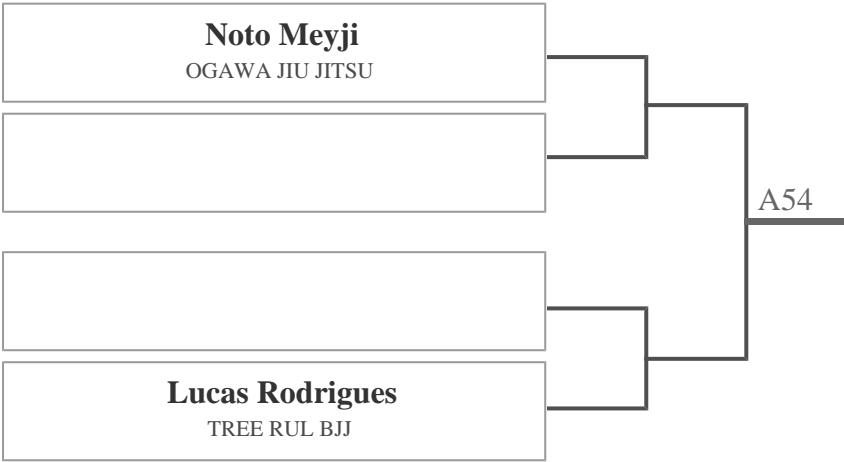 Noto Meyji
OGAWA JIU JITSU
A54
Lucas Rodrigues
TREE RUL BJJ